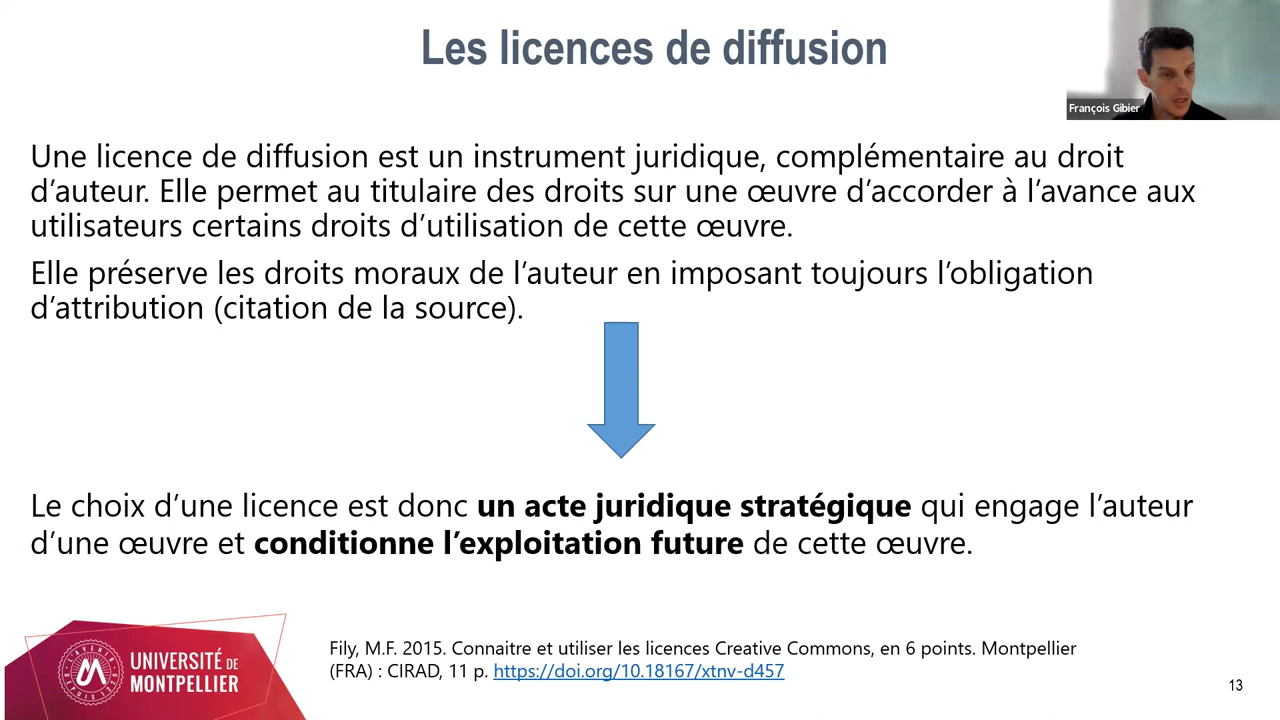 Les licences de diffusion
François Gibier
Une licence de diffusion est un instrument juridique, complémentaire au droit
d’auteur. Elle permet au titulaire des droits sur une œuvre d’accorder à l’avance aux
utilisateurs certains droits d’utilisation de cette œuvre.
Elle préserve les droits moraux de l’auteur en imposant toujours l’obligation
d’attribution (citation de la source).
Le choix d’une licence est donc un acte juridique stratégique qui engage l’auteur
d’une œuvre et conditionne l’exploitation future de cette œuvre.
Fily, M.F. 2015. Connaitre et utiliser les licences Creative Commons, en 6 points. Montpellier
(FRA) : CIRAD, 11 p. https://doi.org/10.18167/xtnv-d457
UNIVERSITÉ DE
MONTPELLIER
13